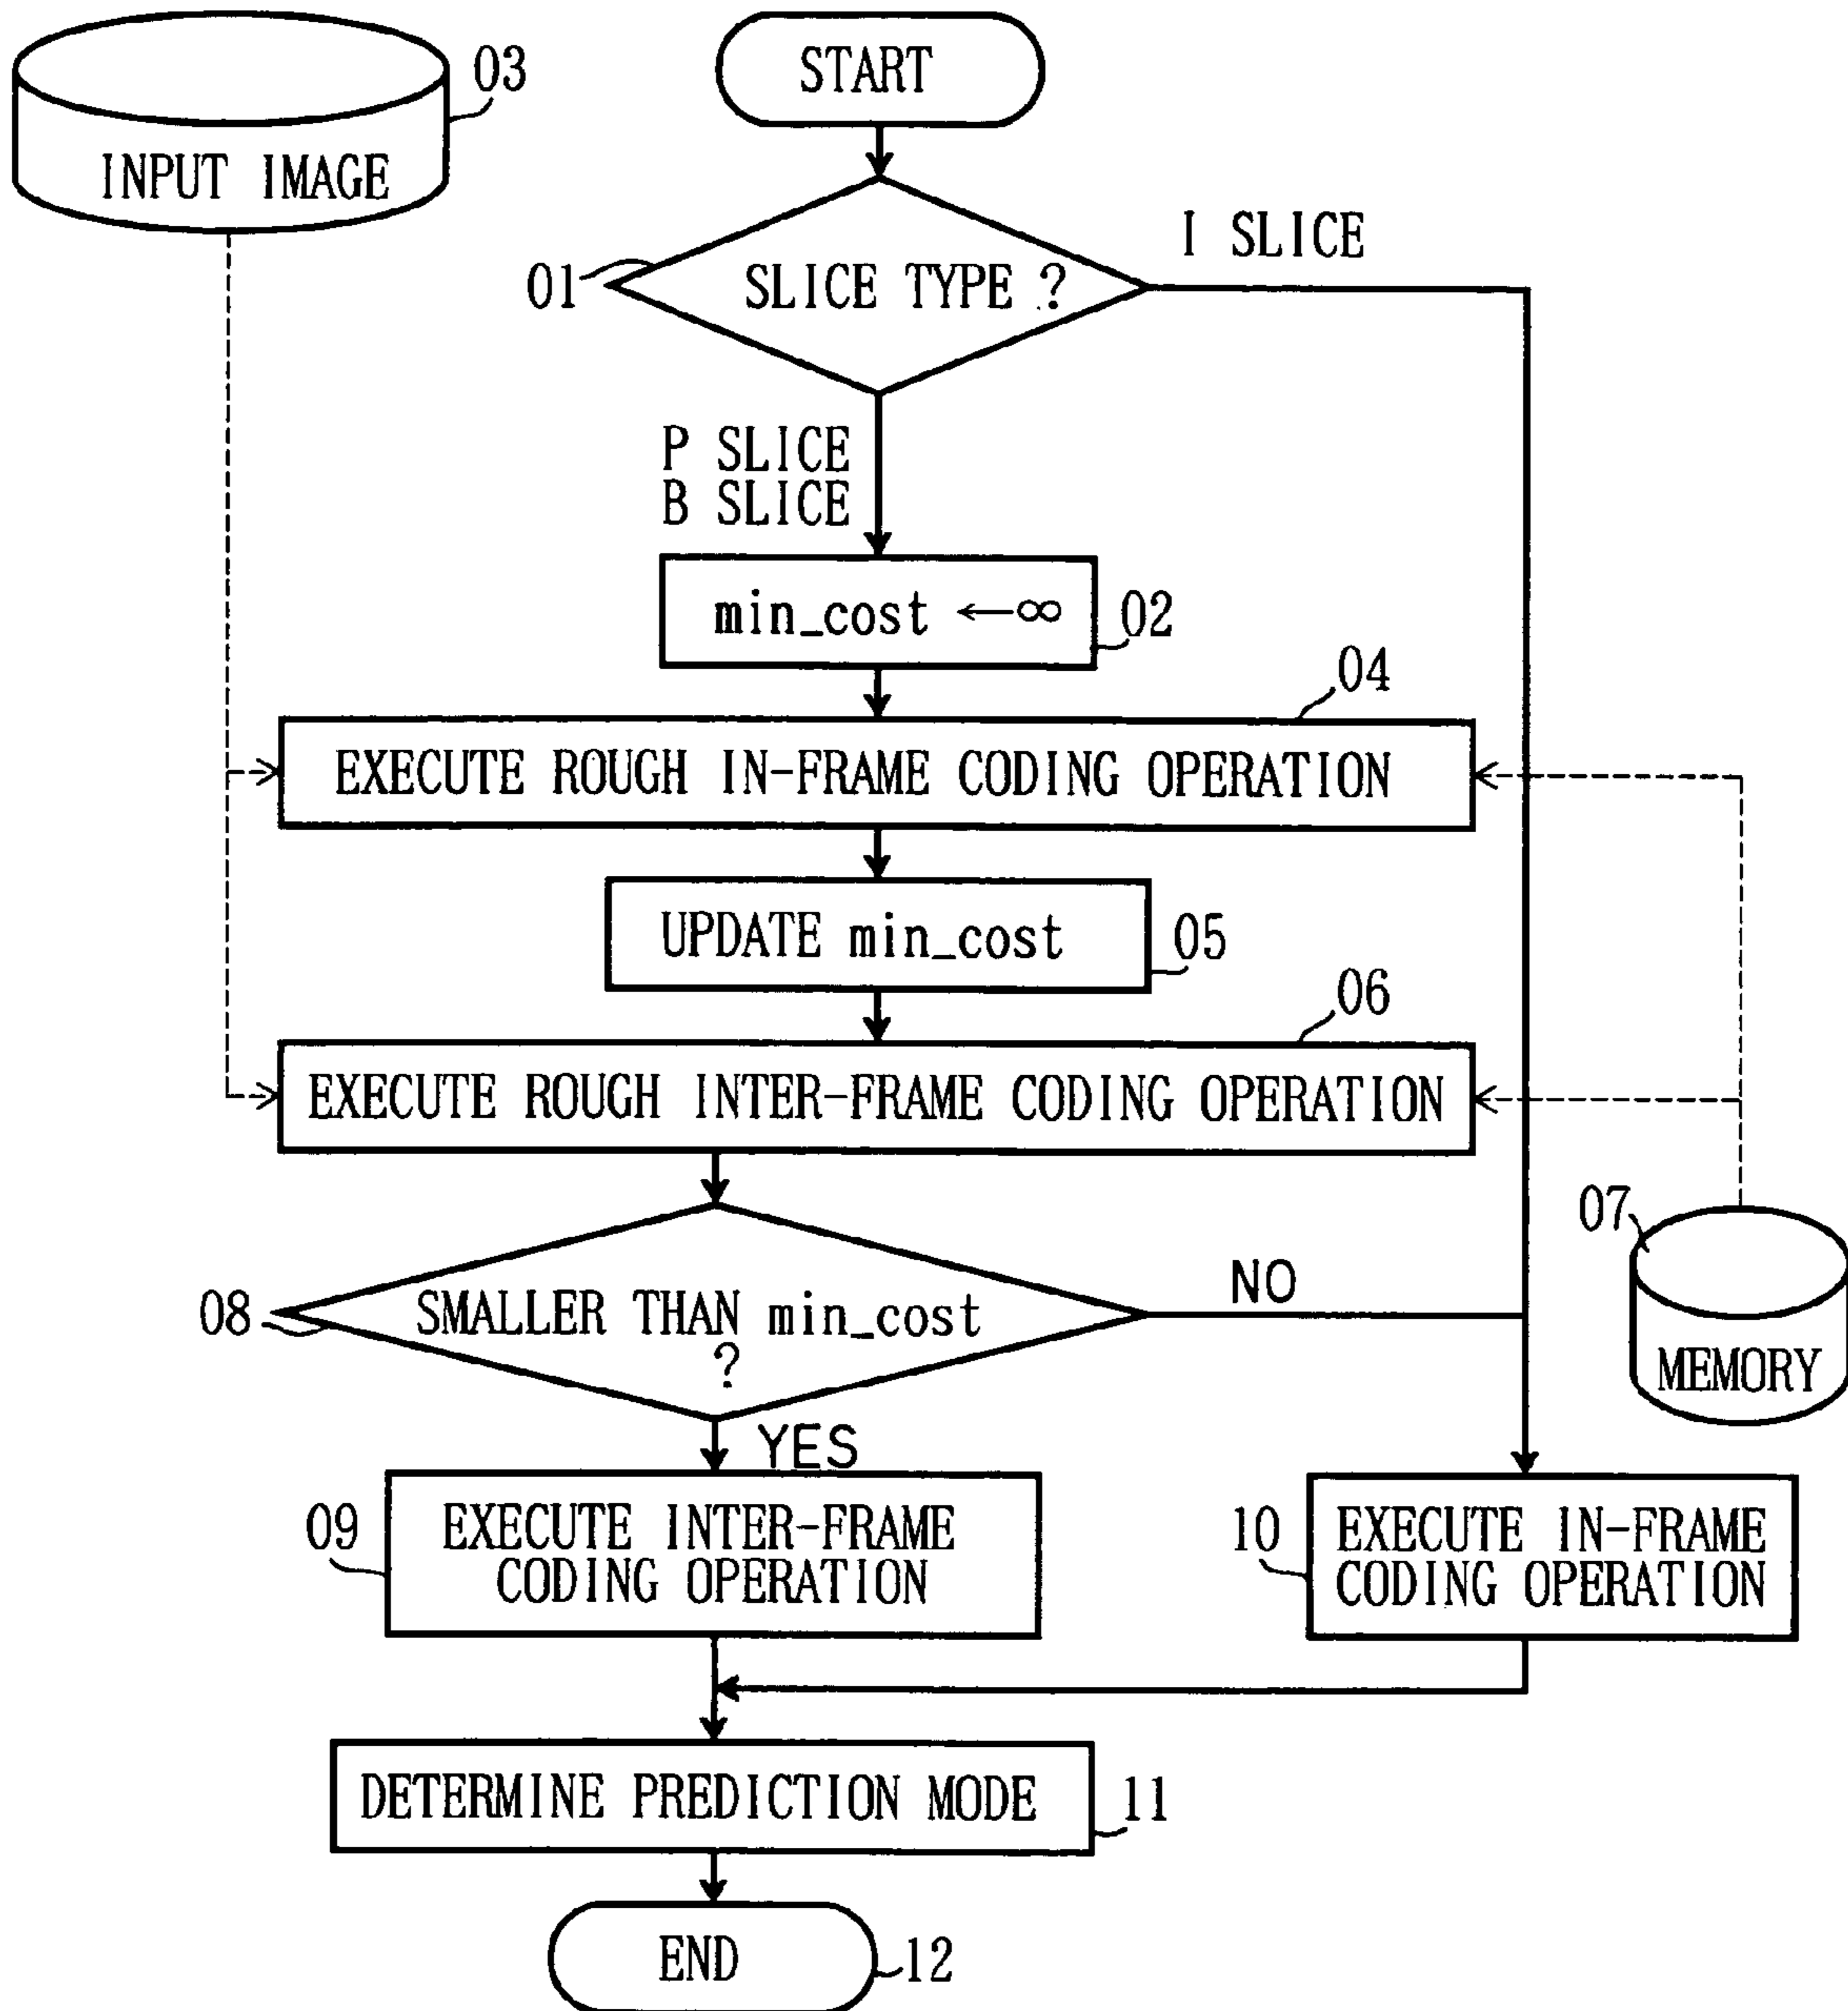 START
03
INPUT IMAGE
I SLICE
01
SLICE TYPE ?
P SLICE
B SLICE
min_cost ←∞
02
04
EXECUTE ROUGH IN-FRAME CODING OPERATION
UPDATE min_cost
05
06
EXECUTE ROUGH INTER-FRAME CODING OPERATION
07
MEMORY
08
SMALLER THAN min_cost
?
NO
YES
09
EXECUTE INTER-FRAME
CODING OPERATION
10
EXECUTE IN-FRAME
CODING OPERATION
DETERMINE PREDICTION MODE
11
END
12